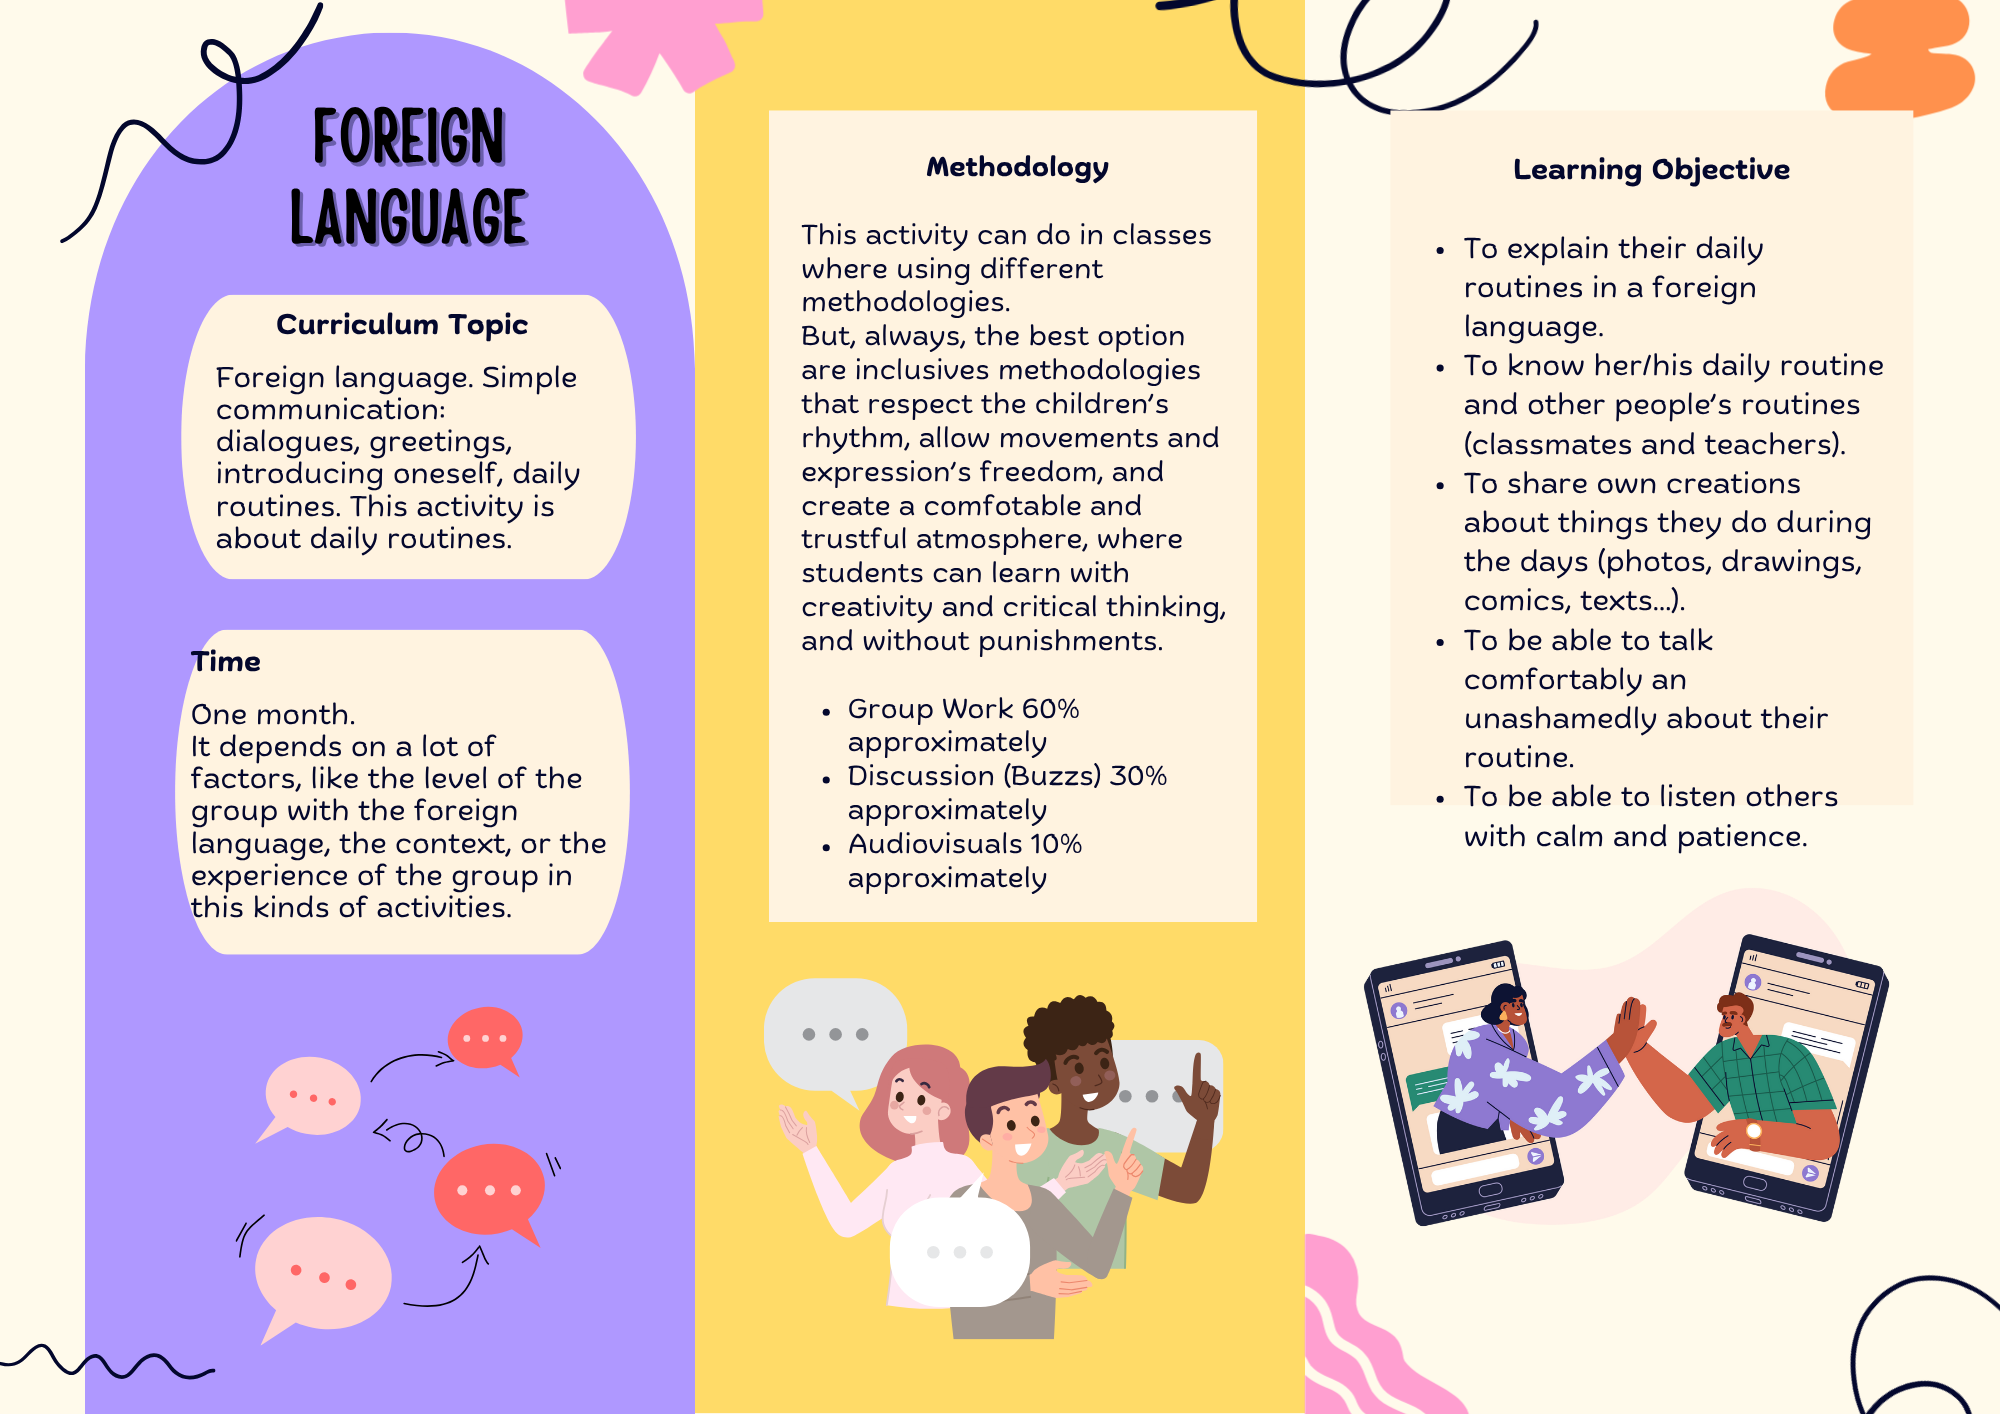 FOREIGN
LANGUAGE
Curriculum Topic
Foreign language. Simple
communication:
dialogues, greetings,
introducing oneself, daily
routines. This activity is
about daily routines.
Time
One month.
It depends on a lot of
factors, like the level of the
group with the foreign
language, the context, or the
experience of the group in
this kinds of activities.
Methodology
This activity can do in classes
where using different
methodologies.
But, always, the best option
are inclusives methodologies
that respect the children's
rhythm, allow movements and
expression's freedom, and
create a comfotable and
trustful atmosphere, where
students can learn with
creativity and critical thinking,
and without punishments.
• Group Work 60%
approximately
• Discussion (Buzzs) 30%
approximately
• Audiovisuals 10%
approximately
Learning Objective
• To explain their daily
routines in a foreign
language.
• To know her/his daily routine
and other people's routines
(classmates and teachers).
• To share own creations
about things they do during
the days (photos, drawings,
comics, texts...).
• To be able to talk
comfortably an
unashamedly about their
routine.
• To be able to listen others
with calm and patience.